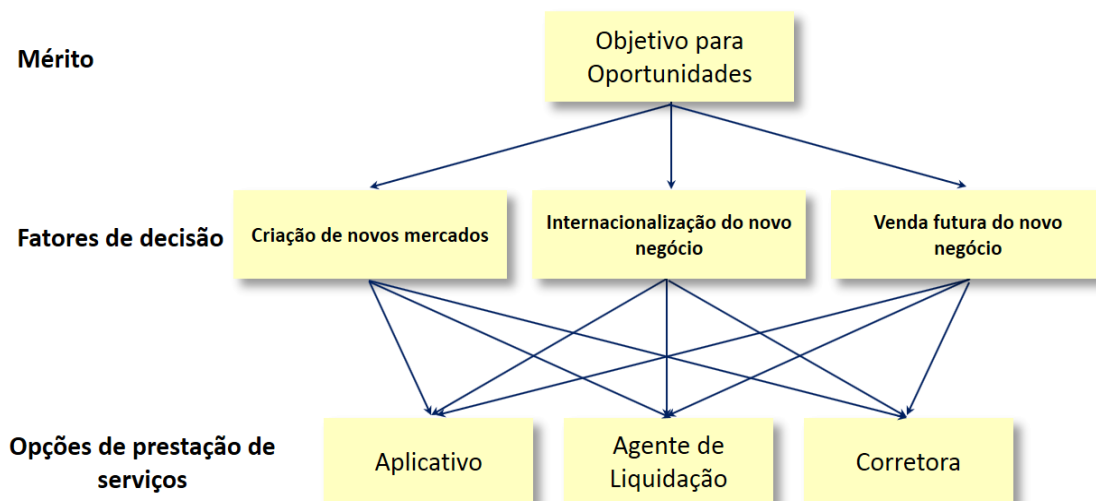 Mérito
Objetivo para
Oportunidades
Fatores de decisão
Criação de novos mercados
Internacionalização do novo
negócio
Venda futura do novo
negócio
Opções de prestação de
serviços
Aplicativo
Agente de
Liquidação
Corretora